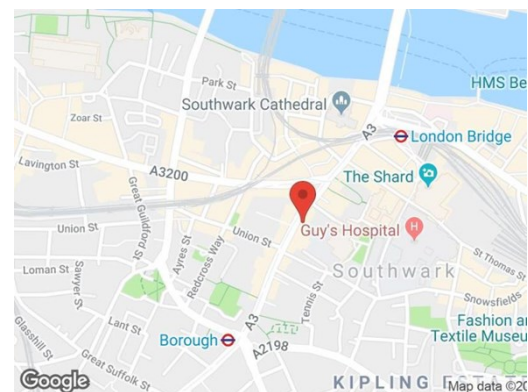 Park St
Southwark Cathedral
HMS Be
Zoar St
A3
London Bridge
Lavington St
A3200
The Shard
Great Guildford St
Union St
Ayres St
Redcross Way
Union St
Guy's Hospital
H
Loman St
Sawyer St
Southwark
St Thomas St
Tennis St
Snowsfields
Glasshill St
Lant St
A3
Fashion an
Textile Museu
Borough
A2198
Great Suffolk St
KIPLING ESTATE
Google
Map data ©20